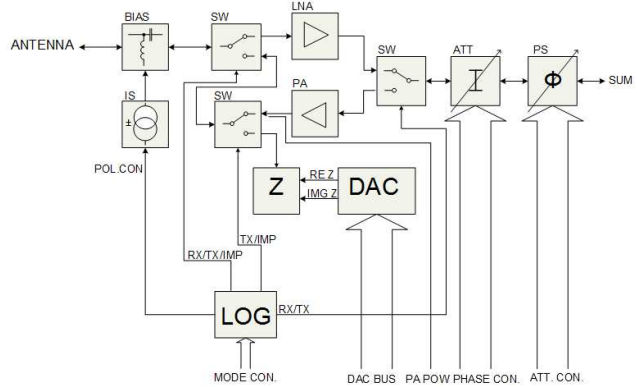 BIAS
SW
LNA
ANTENNA
SW
ATT
PS
Φ
SUM
IS
±
SW
PA
POL.CON
Z
RE Z
IMG Z
DAC
TX/IMP
RX/TX/IMP
LOG
RX/TX
MODE CON.
DAC BUS
PA POW
PHASE CON.
ATT. CON.